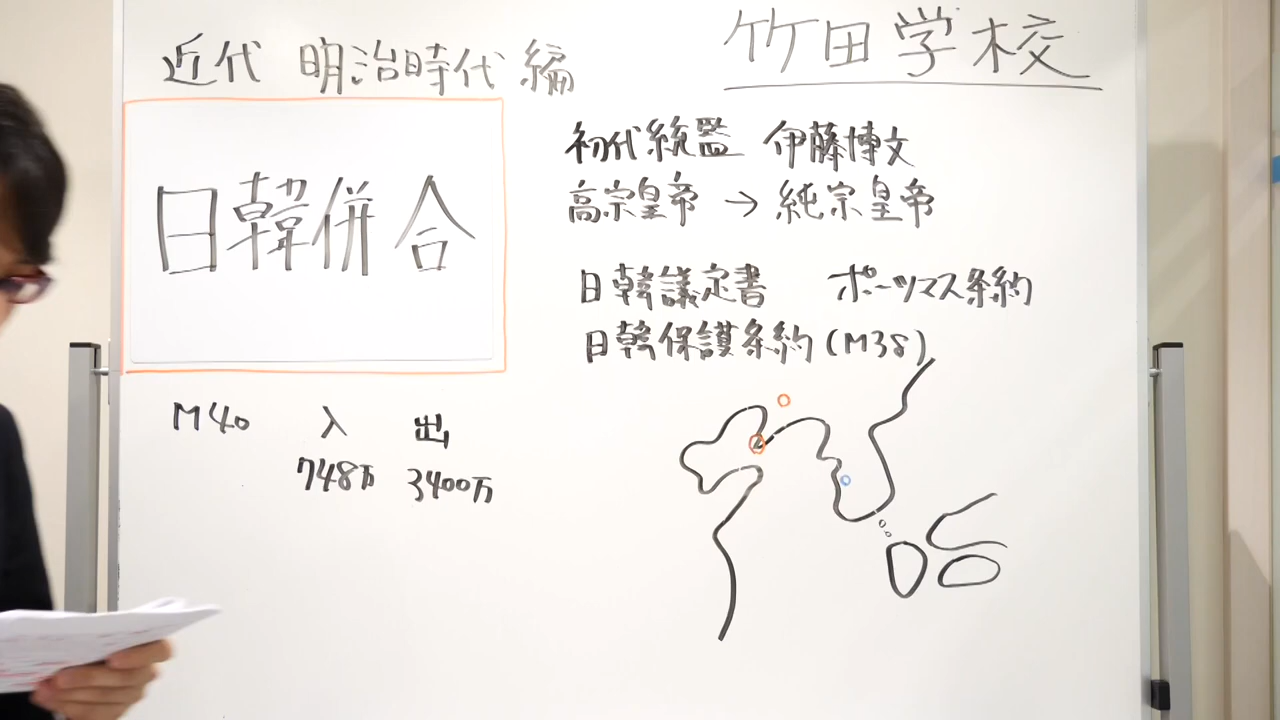 近代 明治時代編
竹田学校
日韓併合
初代統監 伊藤博文
高宗皇帝 → 純宗皇帝
日韓議定書 ポーツマス条約
日韓保護条約(M38)
M40 入 出
748万 3400万